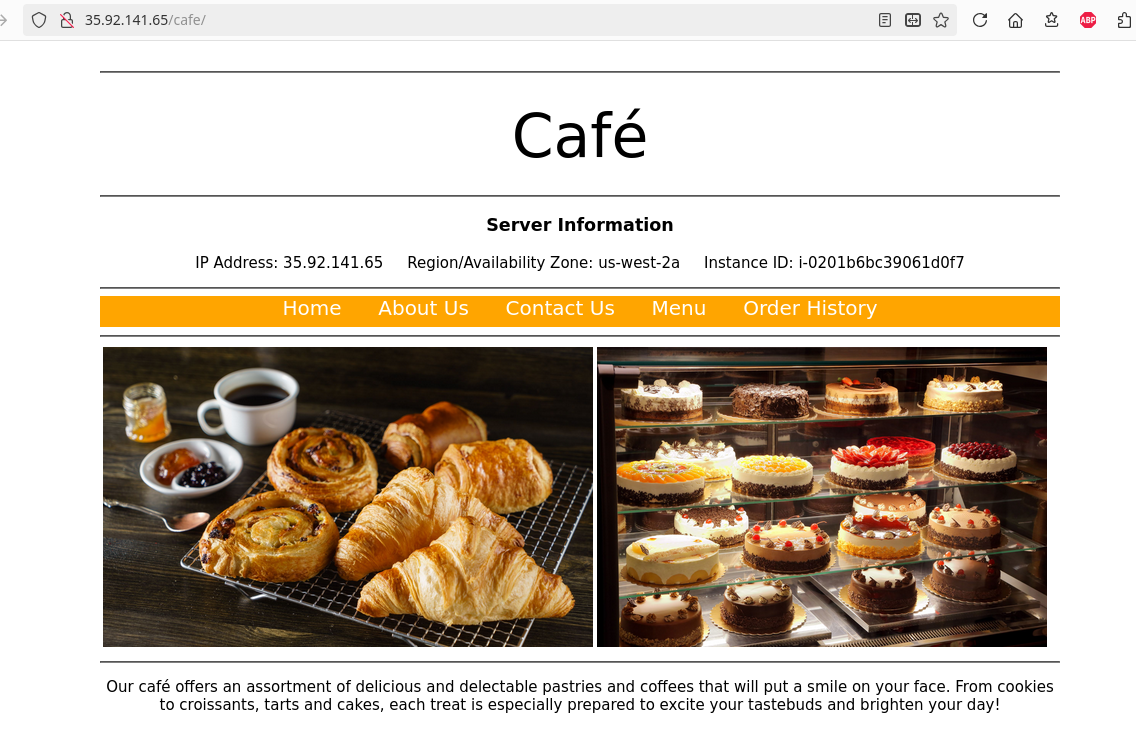 35.92.141.65/cafe/
ABP
Café
Server Information
IP Address: 35.92.141.65 Region/Availability Zone: us-west-2a Instance ID: i-0201b6bc39061d0f7
Home About Us Contact Us Menu Order History
Our café offers an assortment of delicious and delectable pastries and coffees that will put a smile on your face. From cookies
to croissants, tarts and cakes, each treat is especially prepared to excite your tastebuds and brighten your day!